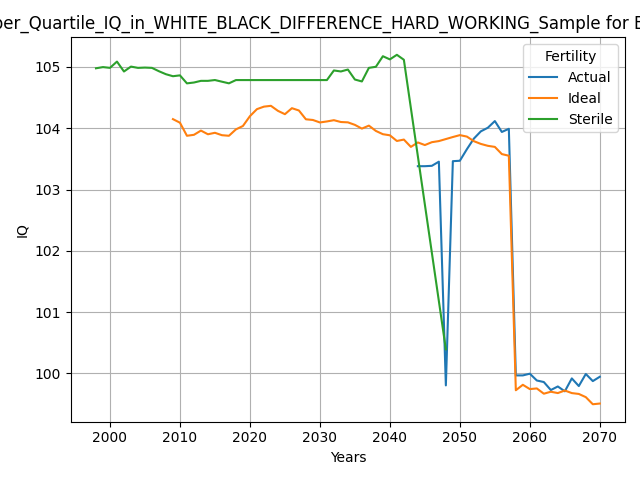 per_Quartile_IQ_in_WHITE_BLACK_DIFFERENCE_HARD_WORKING_Sample for
Fertility
Actual
Ideal
Sterile
IQ
105
104
103
102
101
100
2000 2010 2020 2030 2040 2050 2060 2070
Years